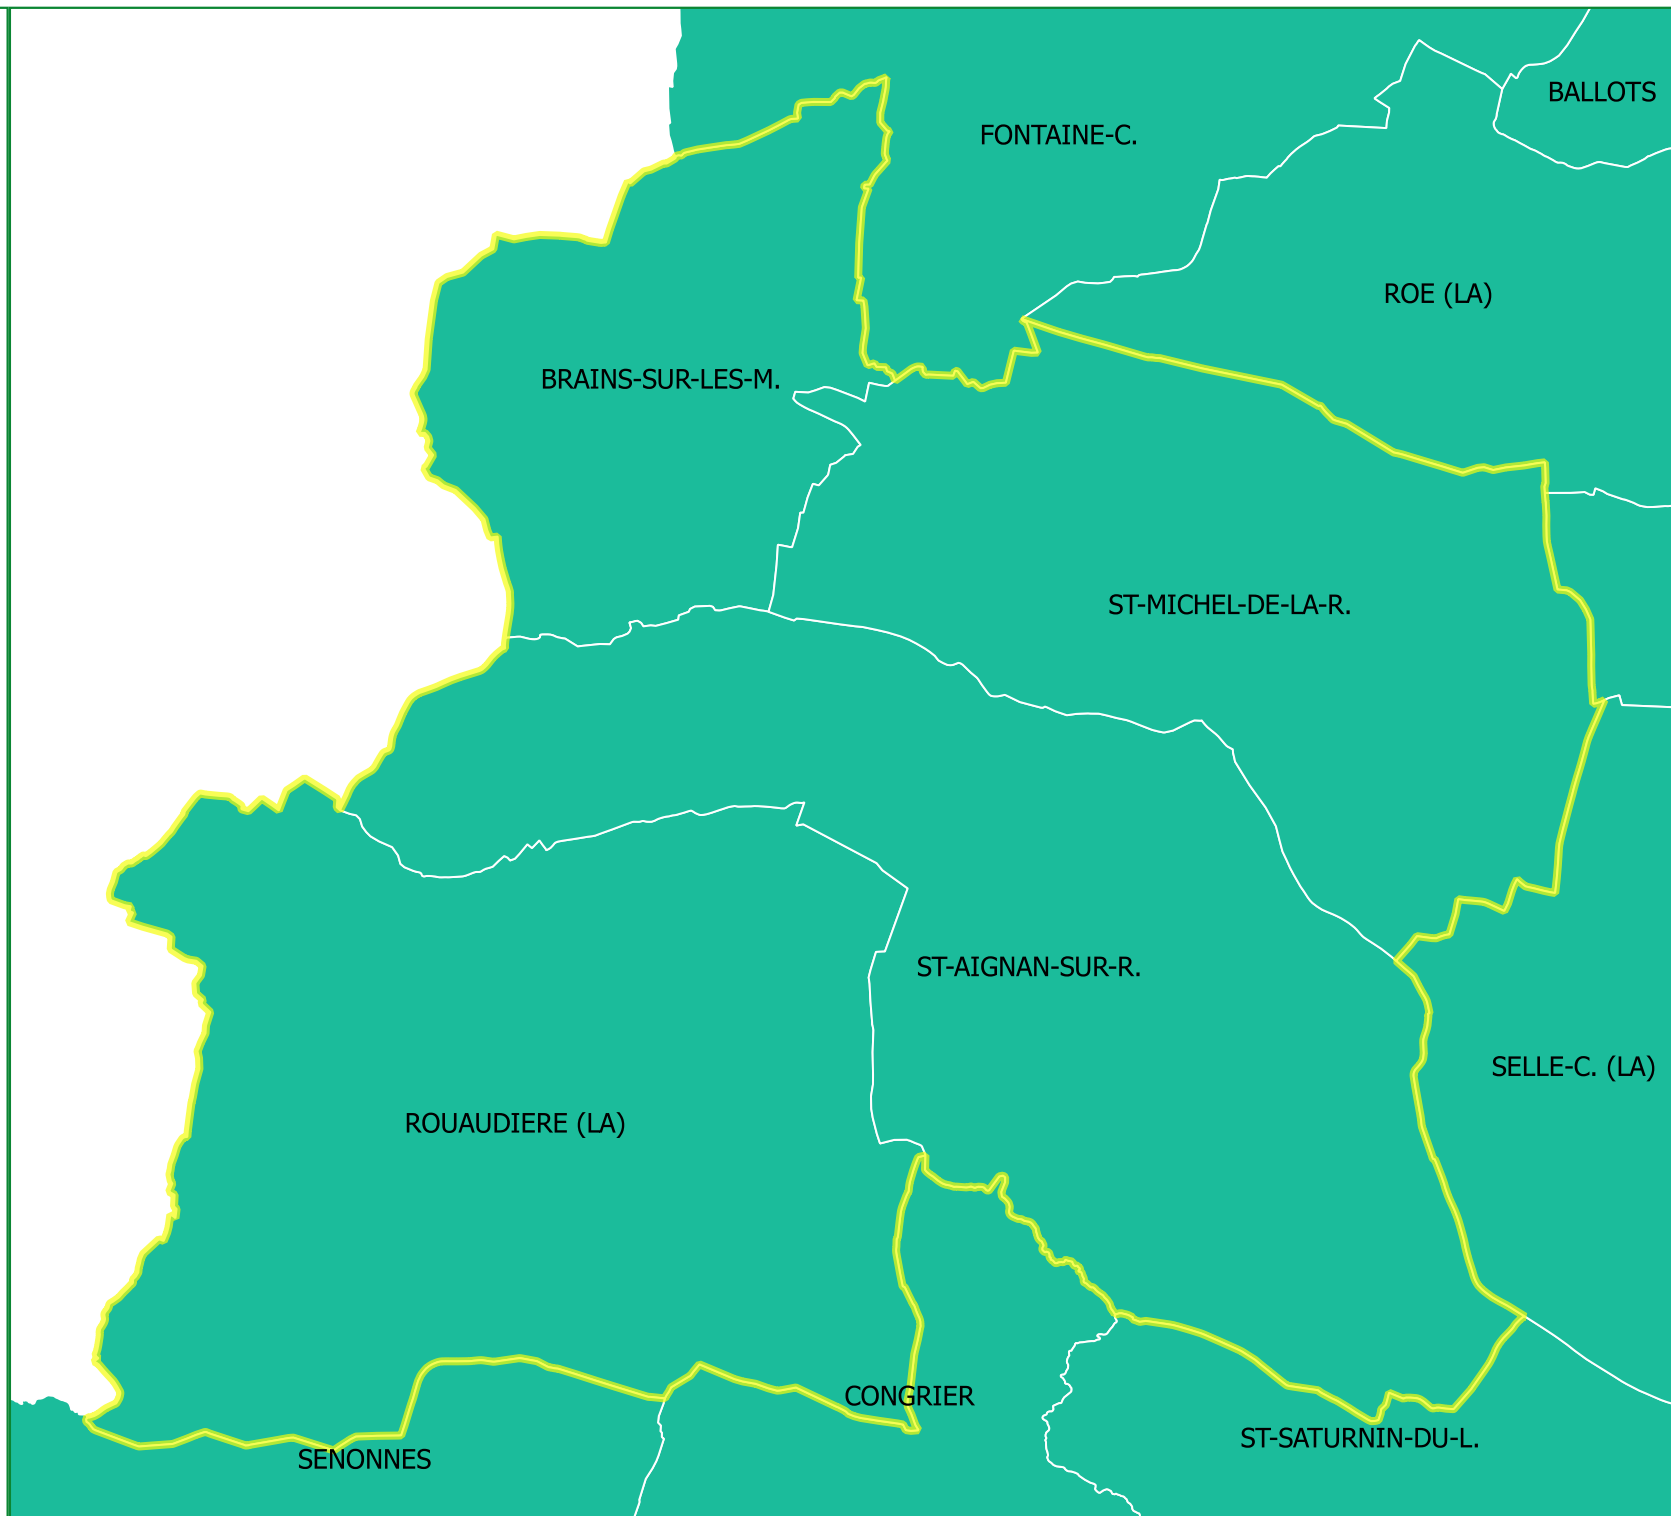 BALLOTS
FONTAINE-C.
ROE (LA)
BRAINS-SUR-LES-M.
ST-MICHEL-DE-LA-R.
ST-AIGNAN-SUR-R.
SELLE-C. (LA)
ROUAUDIERE (LA)
CONGRIER
ST-SATURNIN-DU-L.
SENONNES